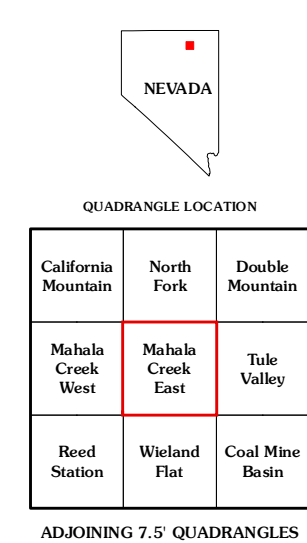 NEVADA
QUADRANGLE LOCATION
California Mountain
North Fork
Double Mountain
Mahala Creek West
Mahala Creek East
Tule Valley
Reed Station
Wieland Flat
Coal Mine Basin
ADJOINING 7.5' QUADRANGLES